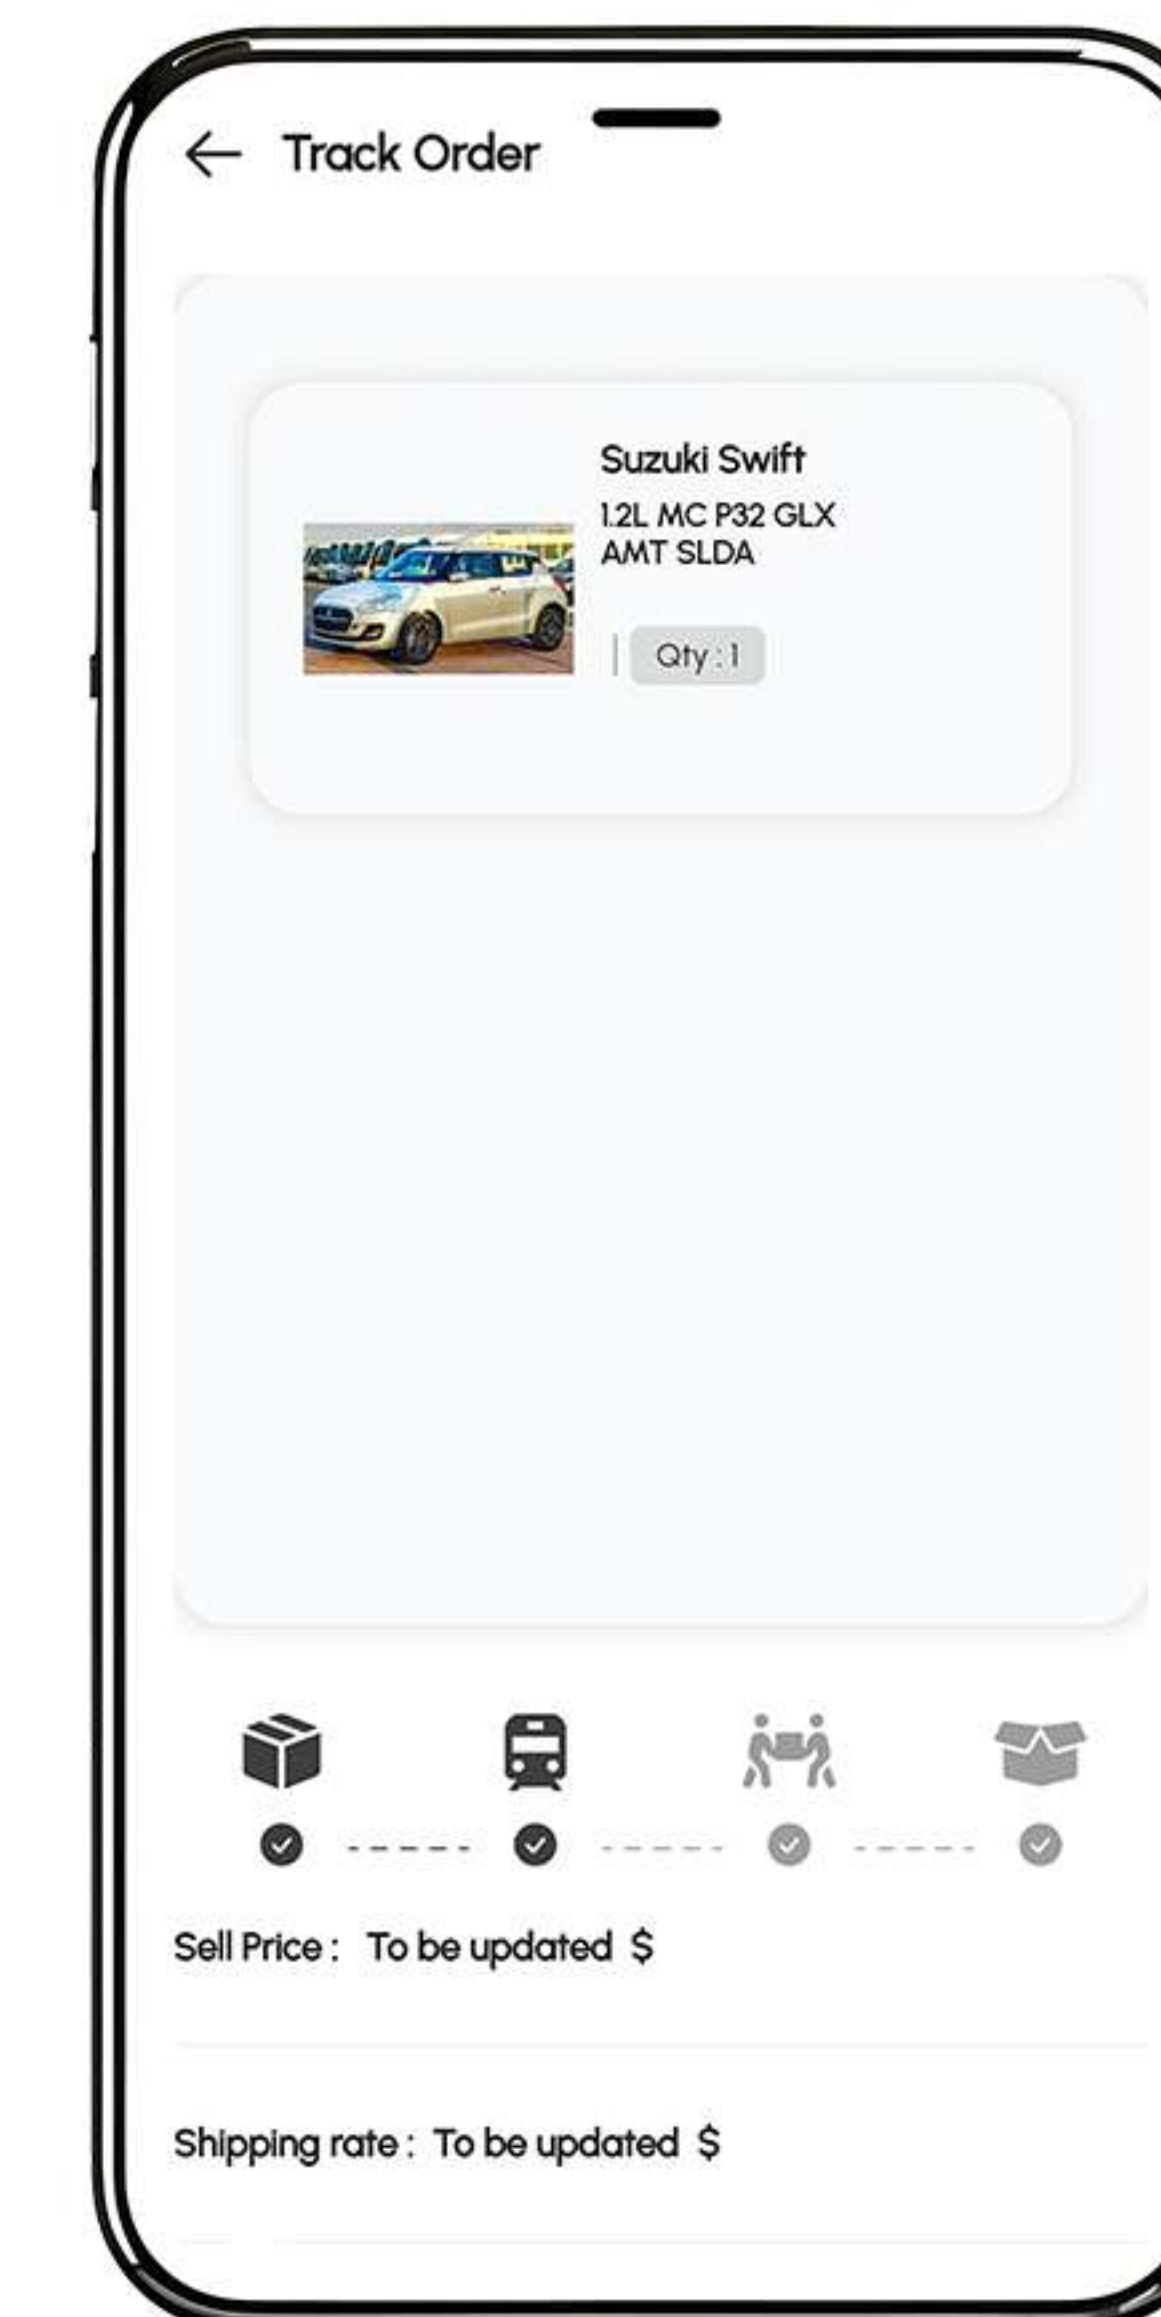 Track Order
Suzuki Swift
1.2L MC P32 GLX
AMT SLDA
Qty : 1
Sell Price : To be updated $
Shipping rate : To be updated $